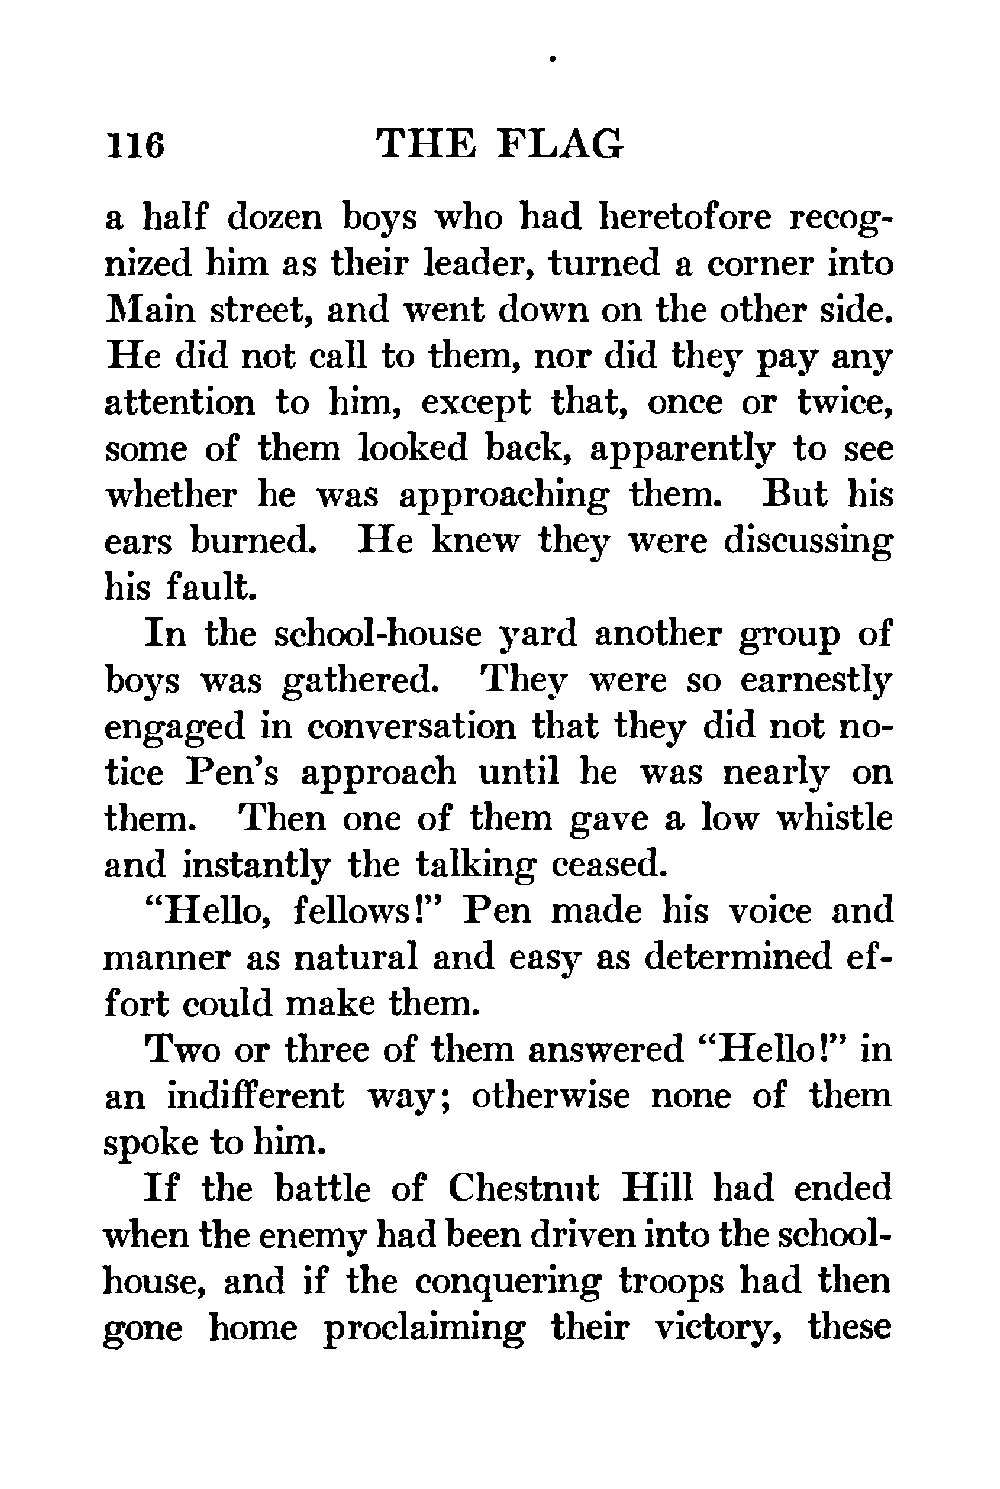 116 THE FLAG
a half dozen boys who had heretofore recog-
nized him as their leader, turned a corner into
Main street, and went down on the other side.
He did not call to them, nor did they pay any
attention to him, except that, once or twice,
some of them looked back, apparently to see
whether he was approaching them. But his
ears burned. He knew they were discussing
his fault.
In the school-house yard another group of
boys was gathered. They were so earnestly
engaged in conversation that they did not no-
tice Pen's approach until he was nearly on
them. Then one of them gave a low whistle
and instantly the talking ceased.
“Hello, fellows!” Pen made his voice and
manner as natural and easy as determined ef-
fort could make them.
Two or three of them answered “Hello!” in
an indifferent way; otherwise none of them
spoke to him.
If the battle of Chestnut Hill had ended
when the enemy had been driven into the school-
house, and if the conquering troops had then
gone home proclaiming their victory, these